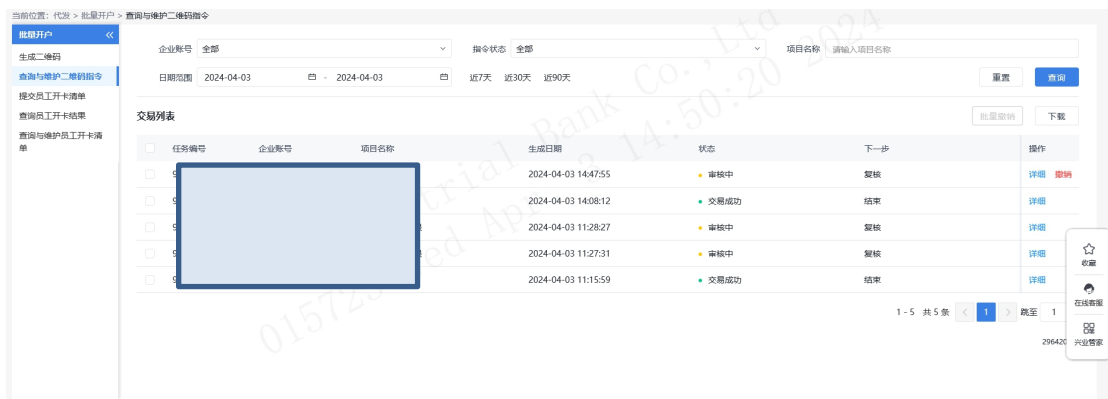 当前位置：代发 > 批量开户 > 查询与维护二维码指令
批量开户
生成二维码
查询与维护二维码指令
提交员工开卡清单
查询员工开卡结果
查询与维护员工开卡清单
企业账号 全部 指令状态 全部 项目名称 请输入项目名称
日期范围 2024-04-03 - 2024-04-03 近7天 近30天 近90天 重置 查询
交易列表 批量撤销 下载
任务编号 企业账号 项目名称 生成日期 状态 下一步 操作
9 2024-04-03 14:47:55 审核中 复核 详细 撤销
9 2024-04-03 14:08:12 交易成功 结束 详细
9 2024-04-03 11:28:27 审核中 复核 详细
9 2024-04-03 11:27:31 审核中 复核 详细
9 2024-04-03 11:15:59 交易成功 结束 详细
1 - 5 共 5 条 1 跳至 1
296420
收藏
在线客服
兴业管家